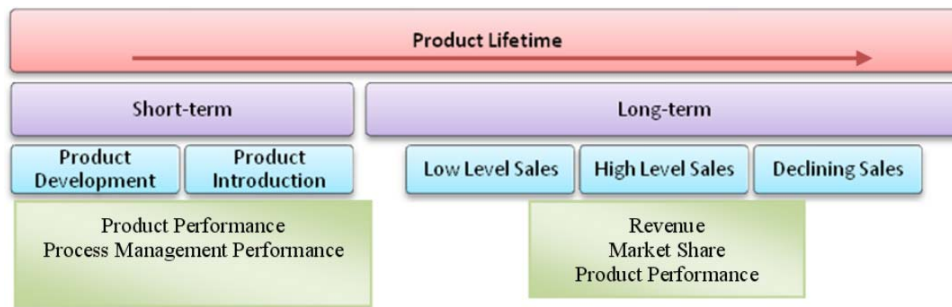 Product Lifetime
Short-term
Long-term
Product
Development
Product
Introduction
Low Level Sales
High Level Sales
Declining Sales
Product Performance
Process Management Performance
Revenue
Market Share
Product Performance